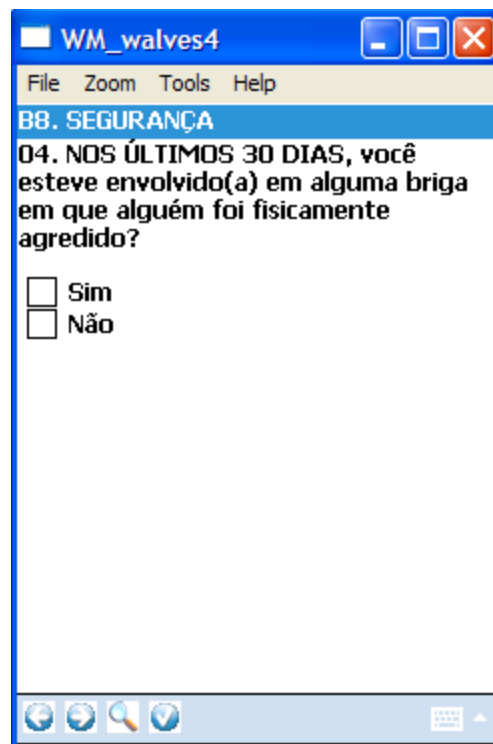 WM_walves4
File Zoom Tools Help
B8. SEGURANÇA
04. NOS ÚLTIMOS 30 DIAS, você
esteve envolvido(a) em alguma briga
em que alguém foi fisicamente
agredido?
Sim
Não